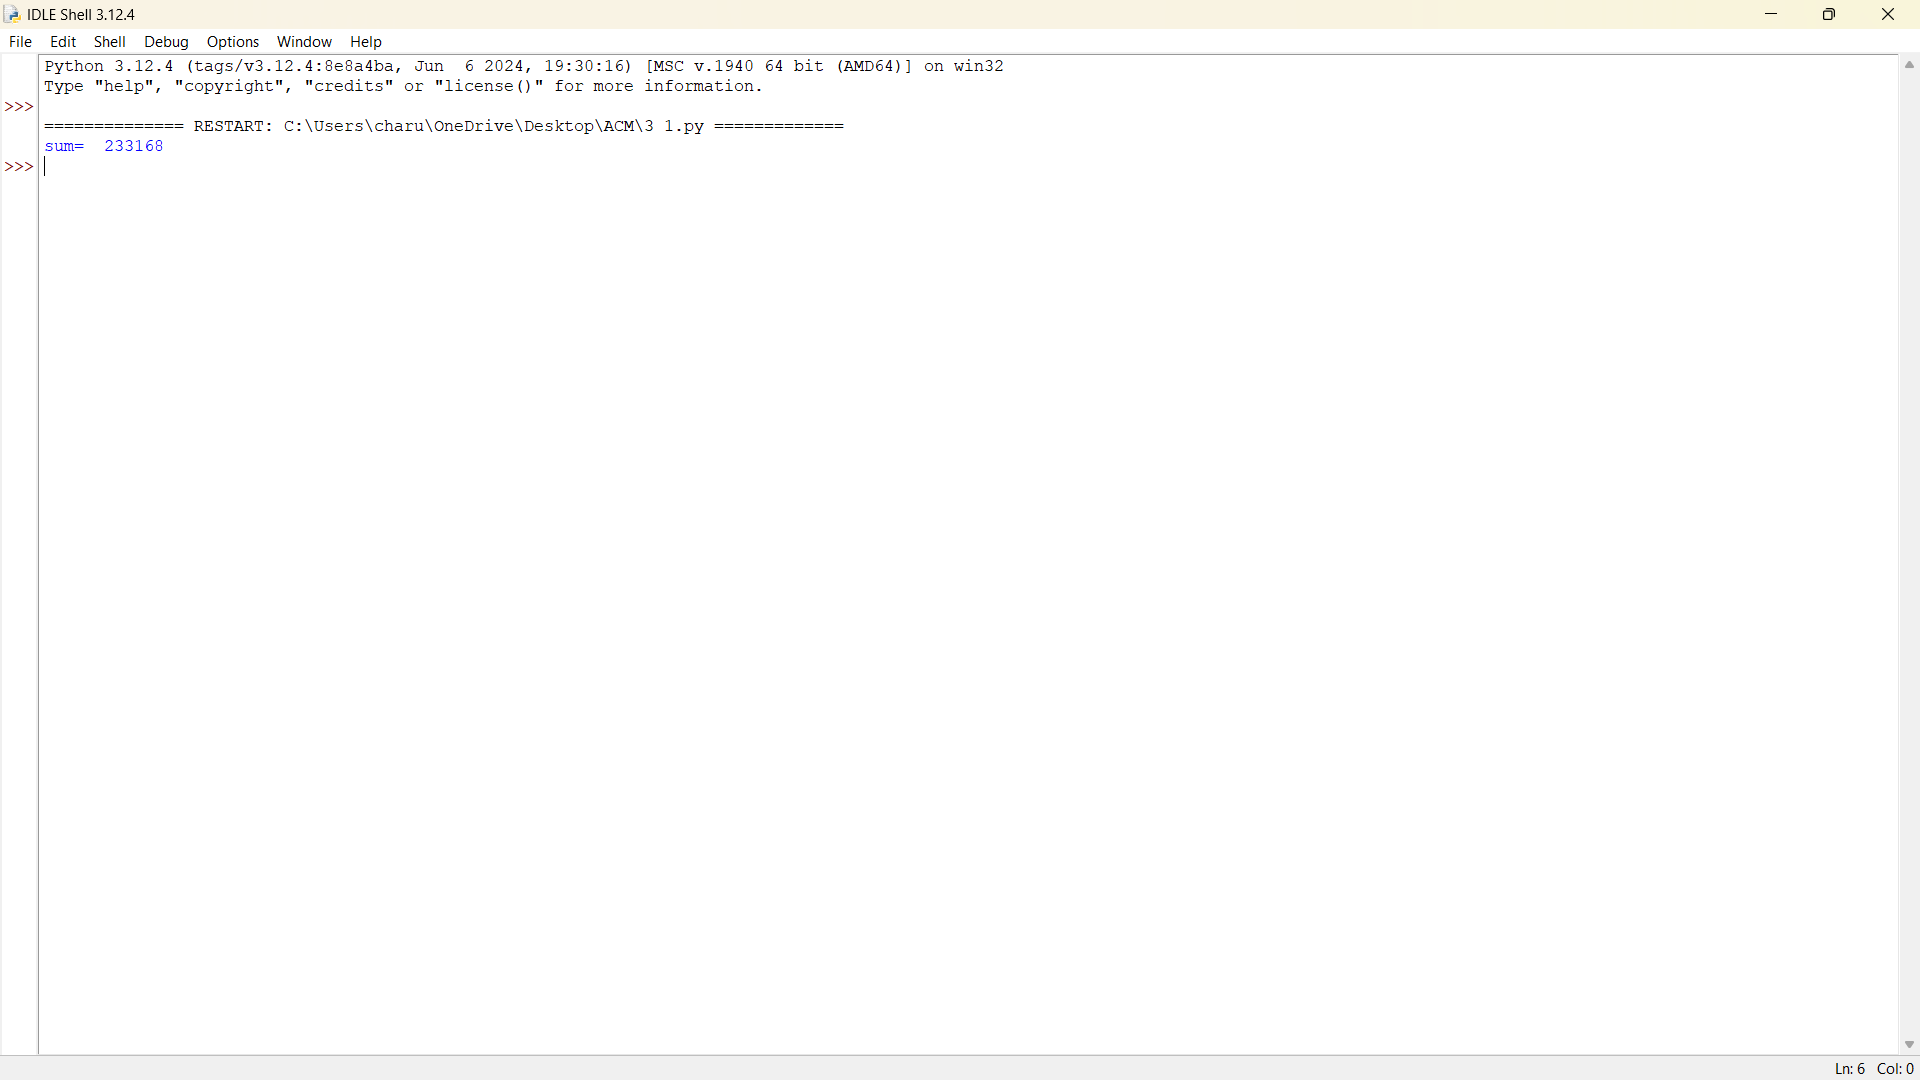 IDLE Shell 3.12.4
File Edit Shell Debug Options Window Help
Python 3.12.4 (tags/v3.12.4:8e8a4ba, Jun  6 2024, 19:30:16) [MSC v.1940 64 bit (AMD64)] on win32
Type "help", "copyright", "credits" or "license()" for more information.
>>>
============== RESTART: C:\Users\charu\OneDrive\Desktop\ACM\3 1.py =============
sum=  233168
>>>
Ln: 6 Col: 0